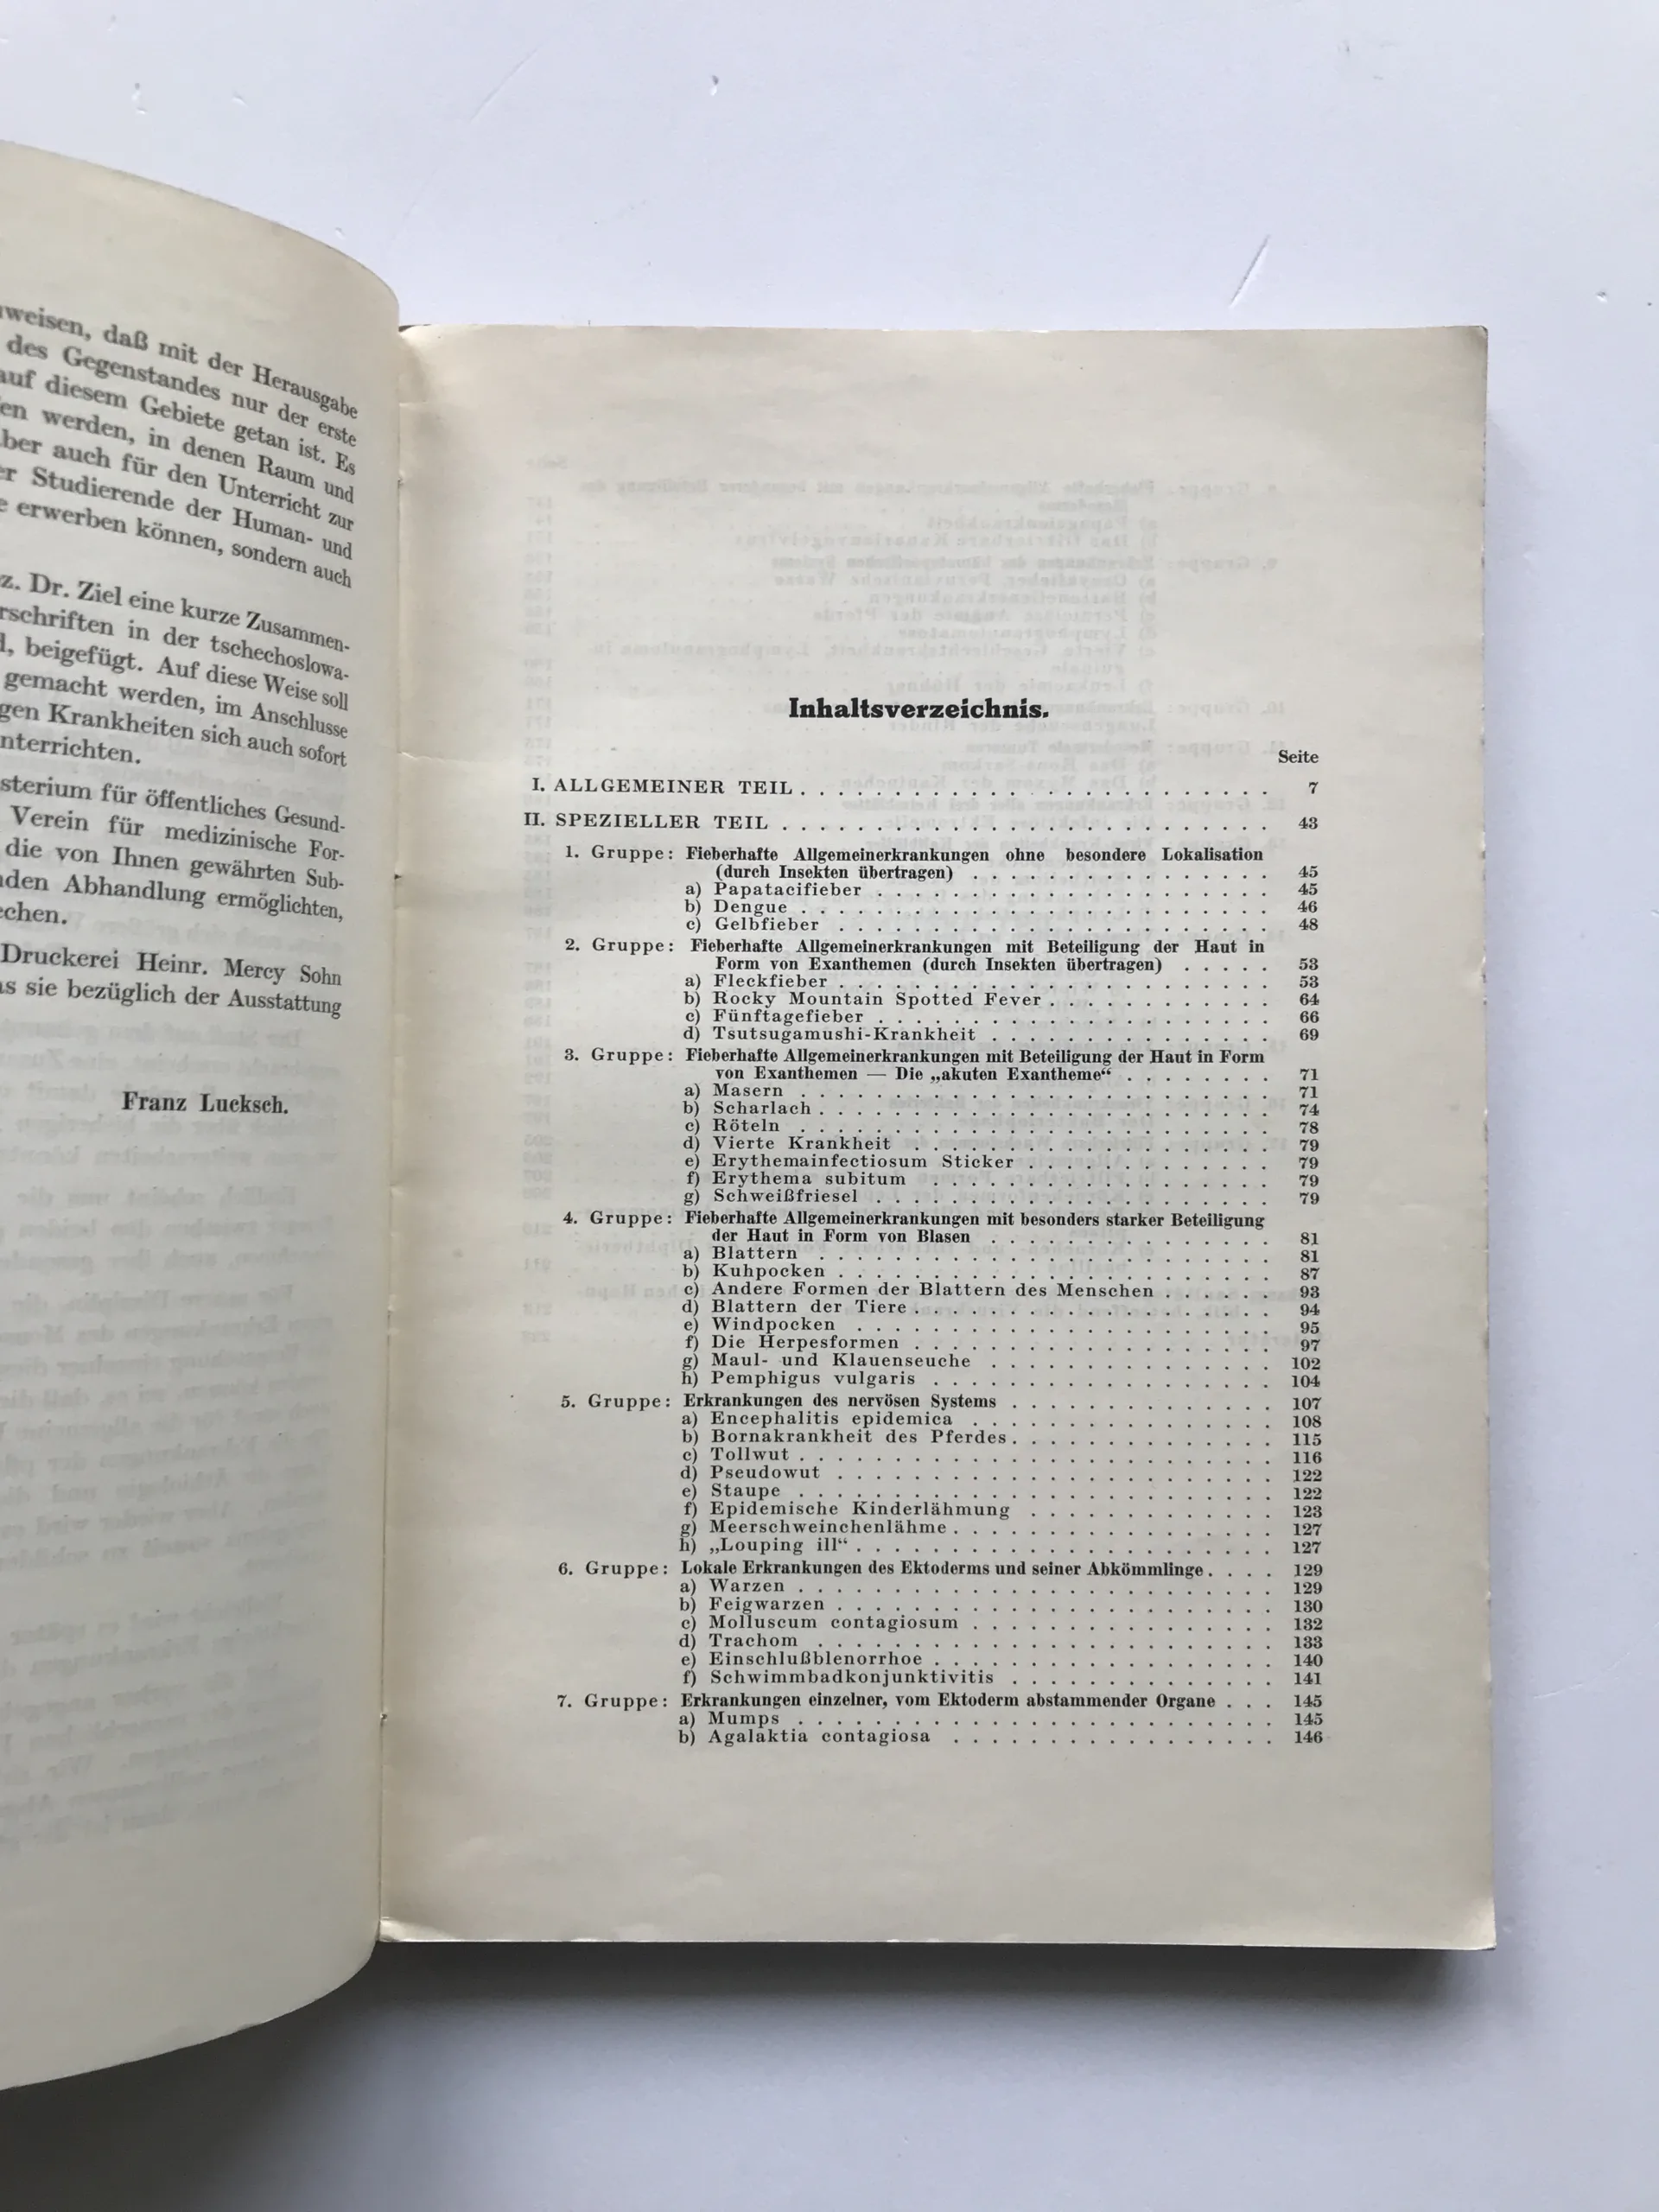 weisen, daß mit der Herausgabe
des Gegenstandes nur der erste
auf diesem Gebiete getan ist. Es
werden, in denen Raum und
auch für den Unterricht zur
Studierende der Human- und
erwerben können, sondern auch
Dr. Ziel eine kurze Zusammen-
schriften in der tschechoslowa-
beigefügt. Auf diese Weise soll
gemacht werden, im Anschlusse
gen Krankheiten sich auch sofort
nterrichten.
sterium für öffentliches Gesund-
Verein für medizinische For-
die von Ihnen gewährten Sub-
nden Abhandlung ermöglichten,
chen.
Druckerei Heinr. Mercy Sohn
as sie bezüglich der Ausstattung
Franz Lucksch.
Inhaltsverzeichnis.
Seite
I. ALLGEMEINER TEIL . . . . . 7
II. SPEZIELLER TEIL . . . . . 43
1. Gruppe: Fieberhafte Allgemeinerkrankungen ohne besondere Lokalisation
(durch Insekten übertragen) . . . . . 45
a) Papatacifieber . . . . . 45
b) Dengue . . . . . 46
c) Gelbfieber . . . . . 48
2. Gruppe: Fieberhafte Allgemeinerkrankungen mit Beteiligung der Haut in
Form von Exanthemen (durch Insekten übertragen) . . . . . 53
a) Fleckfieber . . . . . 53
b) Rocky Mountain Spotted Fever . . . . . 64
c) Fünftagefieber . . . . . 66
d) Tsutsugamushi-Krankheit . . . . . 69
3. Gruppe: Fieberhafte Allgemeinerkrankungen mit Beteiligung der Haut in Form
von Exanthemen — Die „akuten Exantheme“ . . . . . 71
a) Masern . . . . . 71
b) Scharlach . . . . . 74
c) Röteln . . . . . 78
d) Vierte Krankheit . . . . . 79
e) Erythemainfectiosum Sticker . . . . . 79
f) Erythema subitum . . . . . 79
g) Schweißfriesel . . . . . 79
4. Gruppe: Fieberhafte Allgemeinerkrankungen mit besonders starker Beteiligung
der Haut in Form von Blasen . . . . . 81
a) Blattern . . . . . 81
b) Kuhpocken . . . . . 87
c) Andere Formen der Blattern des Menschen . . . . . 93
d) Blattern der Tiere . . . . . 94
e) Windpocken . . . . . 95
f) Die Herpesformen . . . . . 97
g) Maul- und Klauenseuche . . . . . 102
h) Pemphigus vulgaris . . . . . 104
5. Gruppe: Erkrankungen des nervösen Systems . . . . . 107
a) Encephalitis epidemica . . . . . 108
b) Bornakrankheit des Pferdes . . . . . 115
c) Tollwut . . . . . 116
d) Pseudowut . . . . . 122
e) Staupe . . . . . 122
f) Epidemische Kinderlähmung . . . . . 123
g) Meerschweinchenlähme . . . . . 127
h) „Louping ill“ . . . . . 127
6. Gruppe: Lokale Erkrankungen des Ektoderms und seiner Abkömmlinge . . . . 129
a) Warzen . . . . . 129
b) Feigwarzen . . . . . 130
c) Molluscum contagiosum . . . . . 132
d) Trachom . . . . . 133
e) Einschlußblenorrhoe . . . . . 140
f) Schwimmbadkonjunktivitis . . . . . 141
7. Gruppe: Erkrankungen einzelner, vom Ektoderm abstammender Organe . . . 145
a) Mumps . . . . . 145
b) Agalaktia contagiosa . . . . . 146